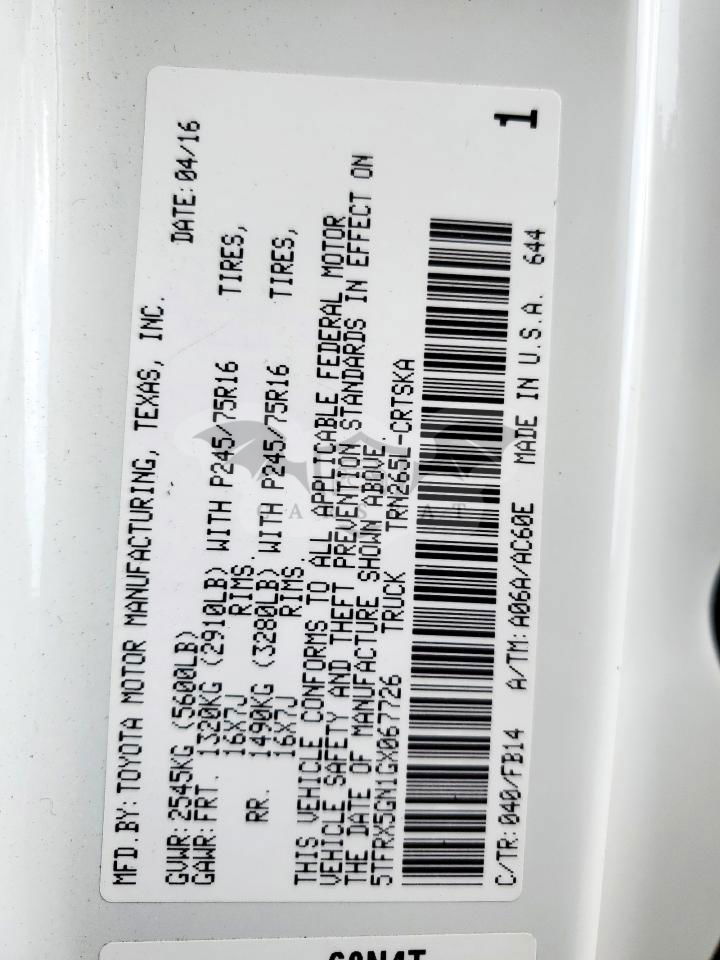 MFD.BY:TOYOTA MOTOR MANUFACTURING, TEXAS, INC.
DATE:04/16
GVWR:2545KG (5600LB)
GAWR:FRT. 1320KG (2910LB) WITH P245/75R16 TIRES,
16X7J RIMS.
RR. 1490KG (3280LB) WITH P245/75R16 TIRES,
16X7J RIMS.
THIS VEHICLE CONFORMS TO ALL APPLICABLE FEDERAL MOTOR
VEHICLE SAFETY AND THEFT PREVENTION STANDARDS IN EFFECT ON
THE DATE OF MANUFACTURE SHOWN ABOVE.
5TFRX5GN1GX067726 TRUCK TRN265L-CRTSKA
C/TR:040/FB14 A/TM:A06A/AC60E MADE IN U.S.A. 644
1